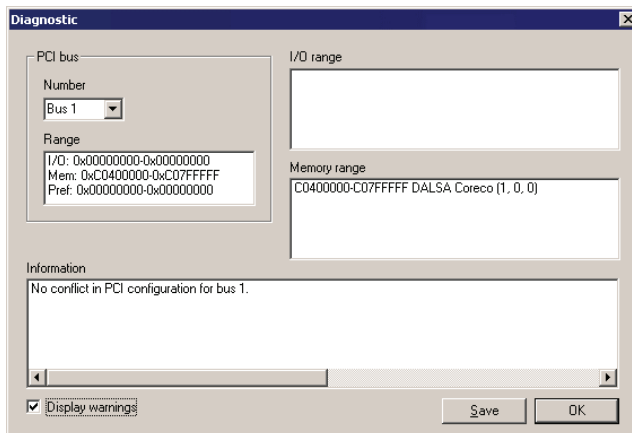 Diagnostic
PCI bus
Number
Bus 1
Range
I/O: 0x00000000-0x00000000
Mem: 0xC0400000-0xC07FFFFF
Pref: 0x00000000-0x00000000
I/O range
Memory range
C0400000-C07FFFFF DALSA Coreco (1, 0, 0)
Information
No conflict in PCI configuration for bus 1.
Display warnings
Save
OK